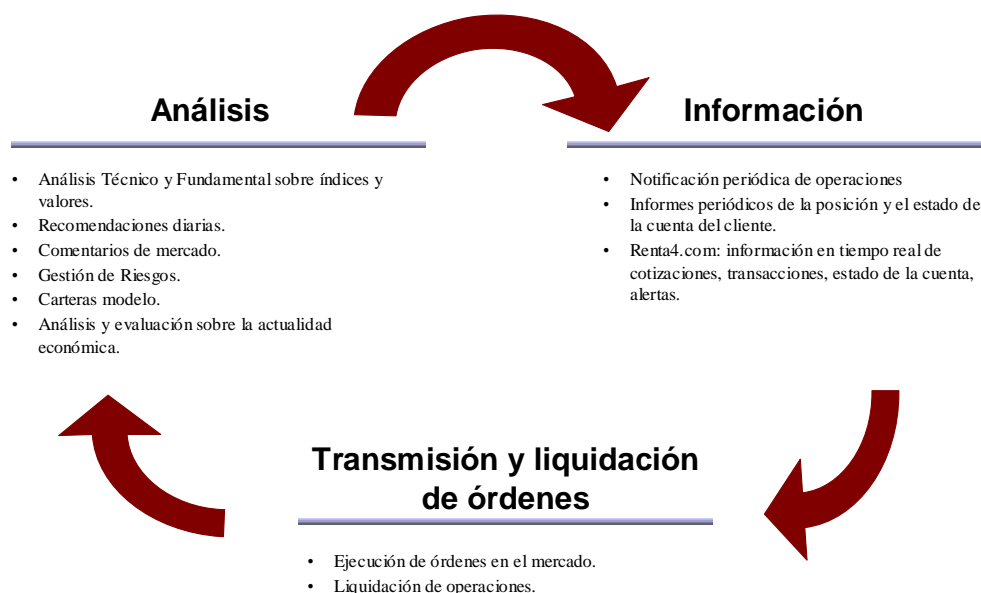 Análisis
• Análisis Técnico y Fundamental sobre índices y
valores.
• Recomendaciones diarias.
• Comentarios de mercado.
• Gestión de Riesgos.
• Carteras modelo.
• Análisis y evaluación sobre la actualidad
económica.
Información
• Notificación periódica de operaciones
• Informes periódicos de la posición y el estado de
la cuenta del cliente.
• Renta4.com: información en tiempo real de
cotizaciones, transacciones, estado de la cuenta,
alertas.
Transmisión y liquidación
de órdenes
• Ejecución de órdenes en el mercado.
• Liquidación de operaciones.